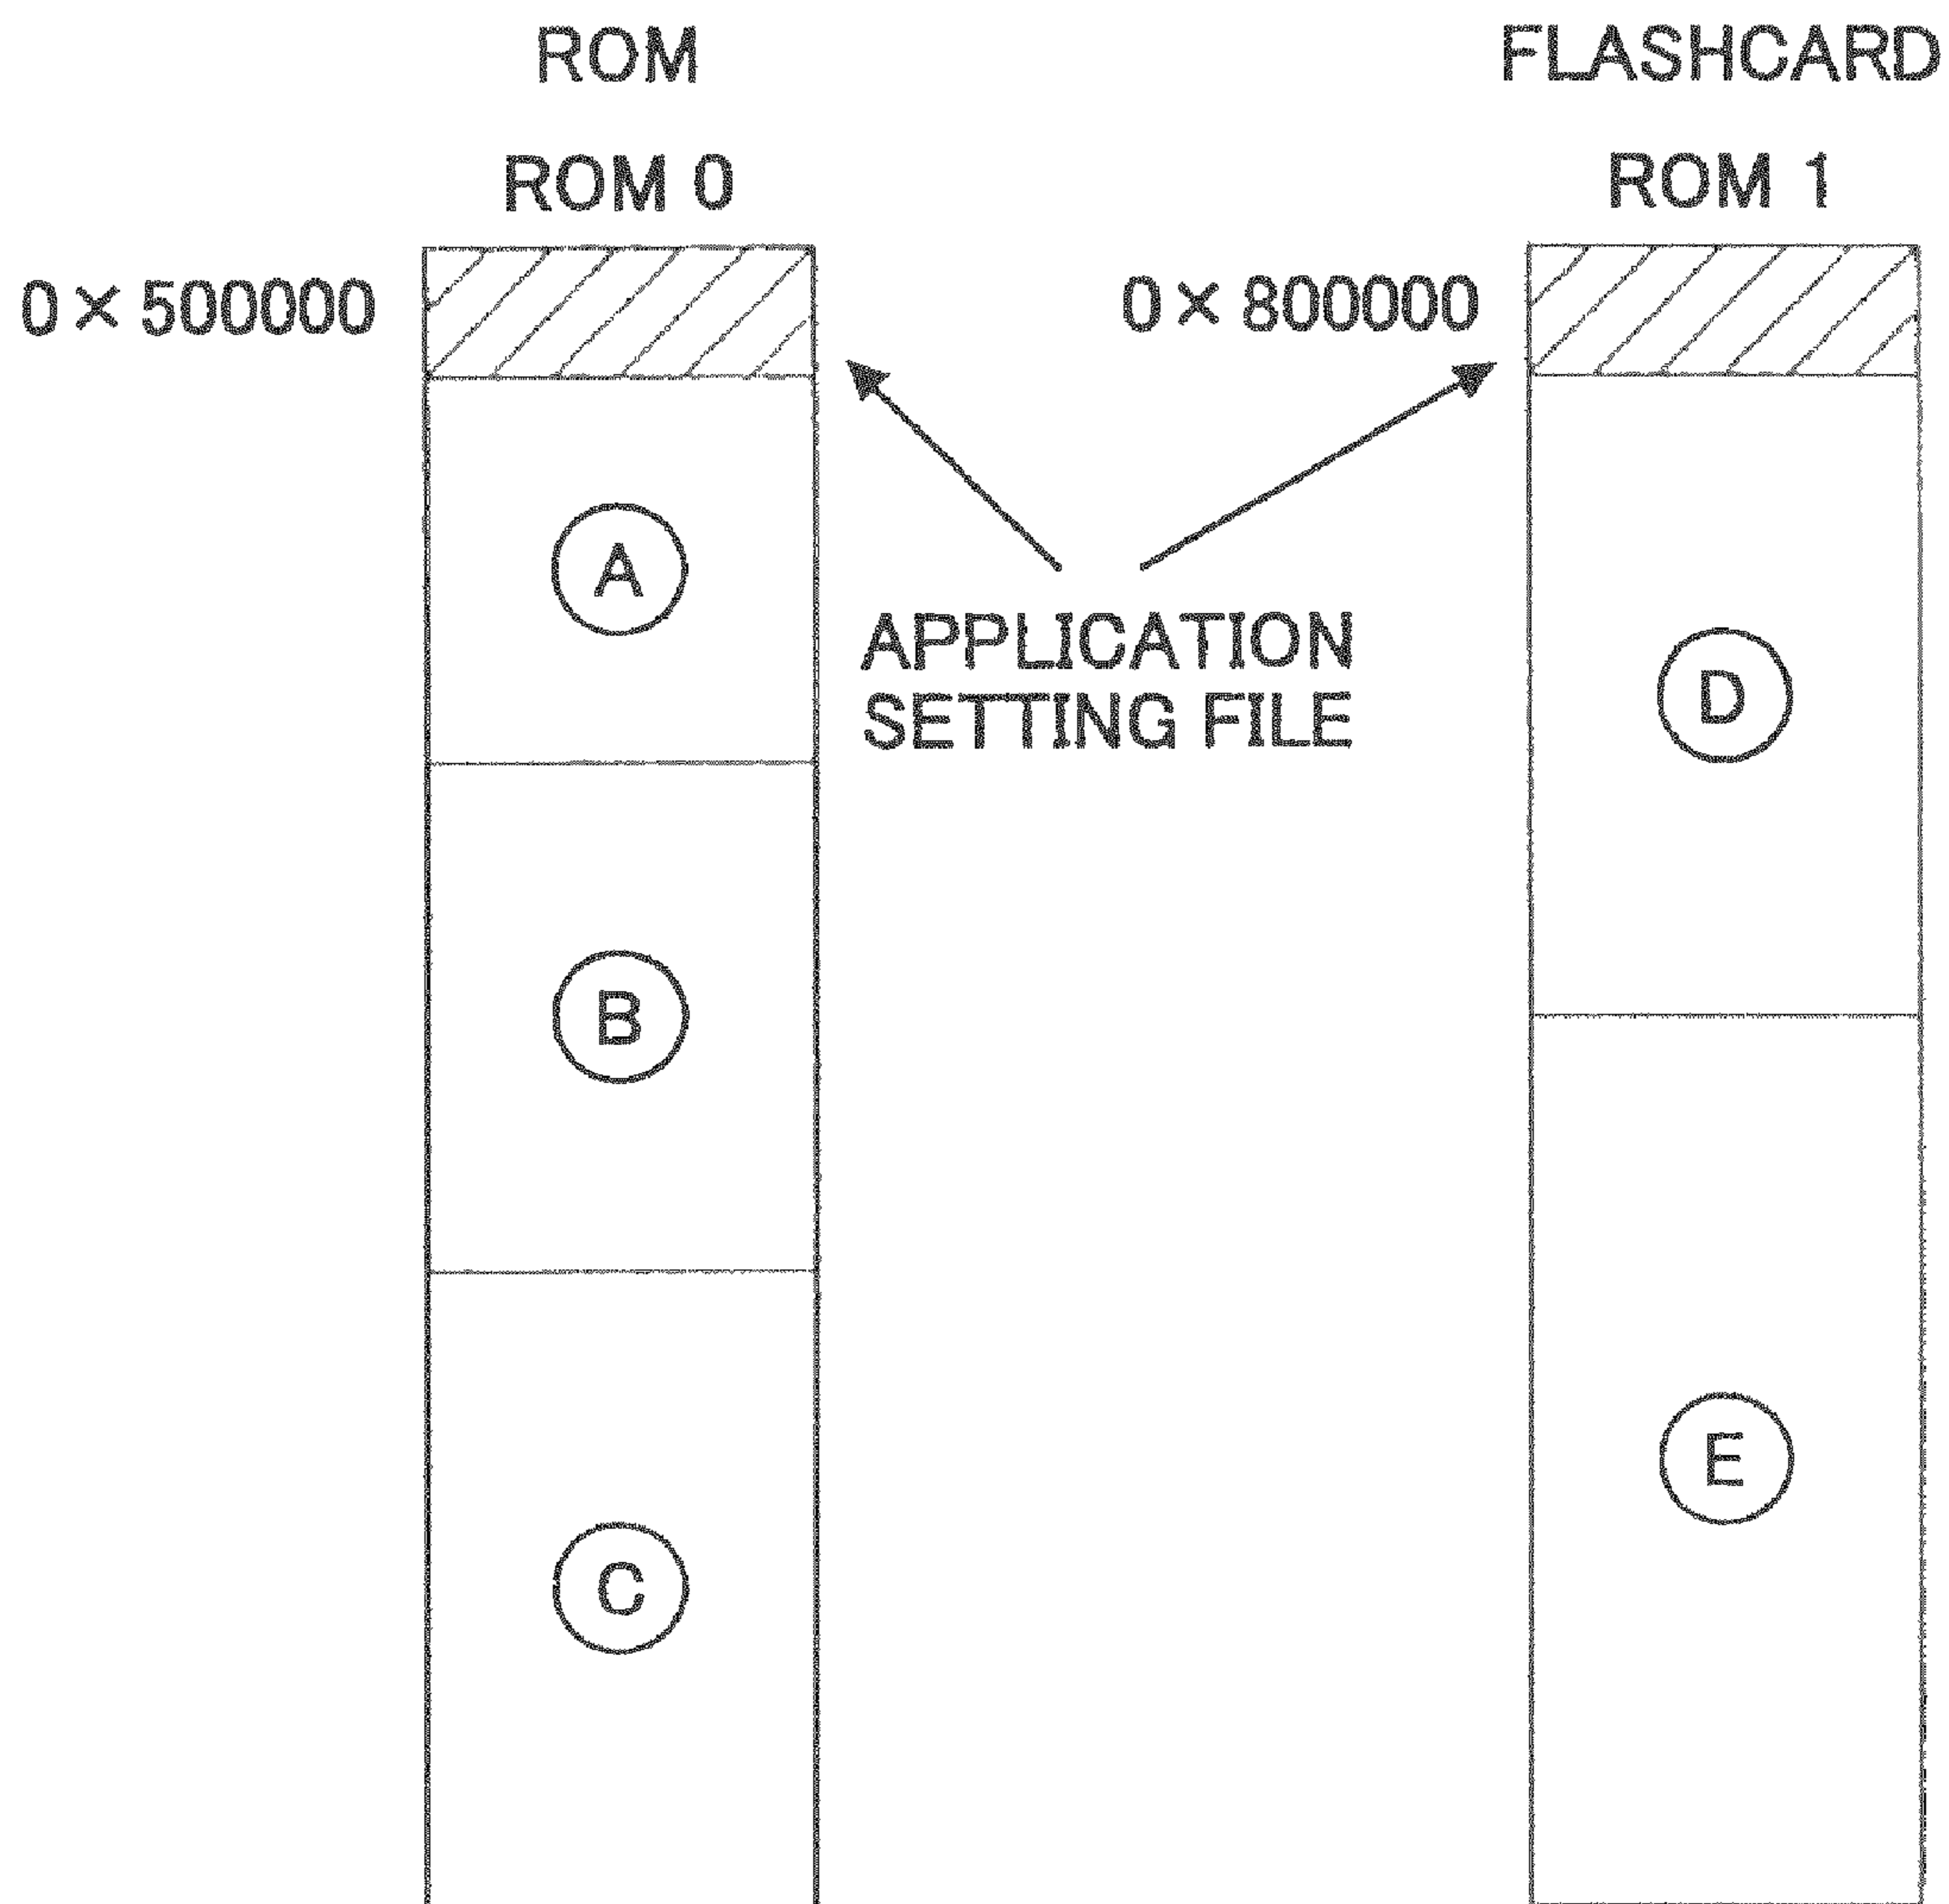 ROM
ROM 0
0 × 500000
A
B
C
APPLICATION
SETTING FILE
FLASHCARD
ROM 1
0 × 800000
D
E